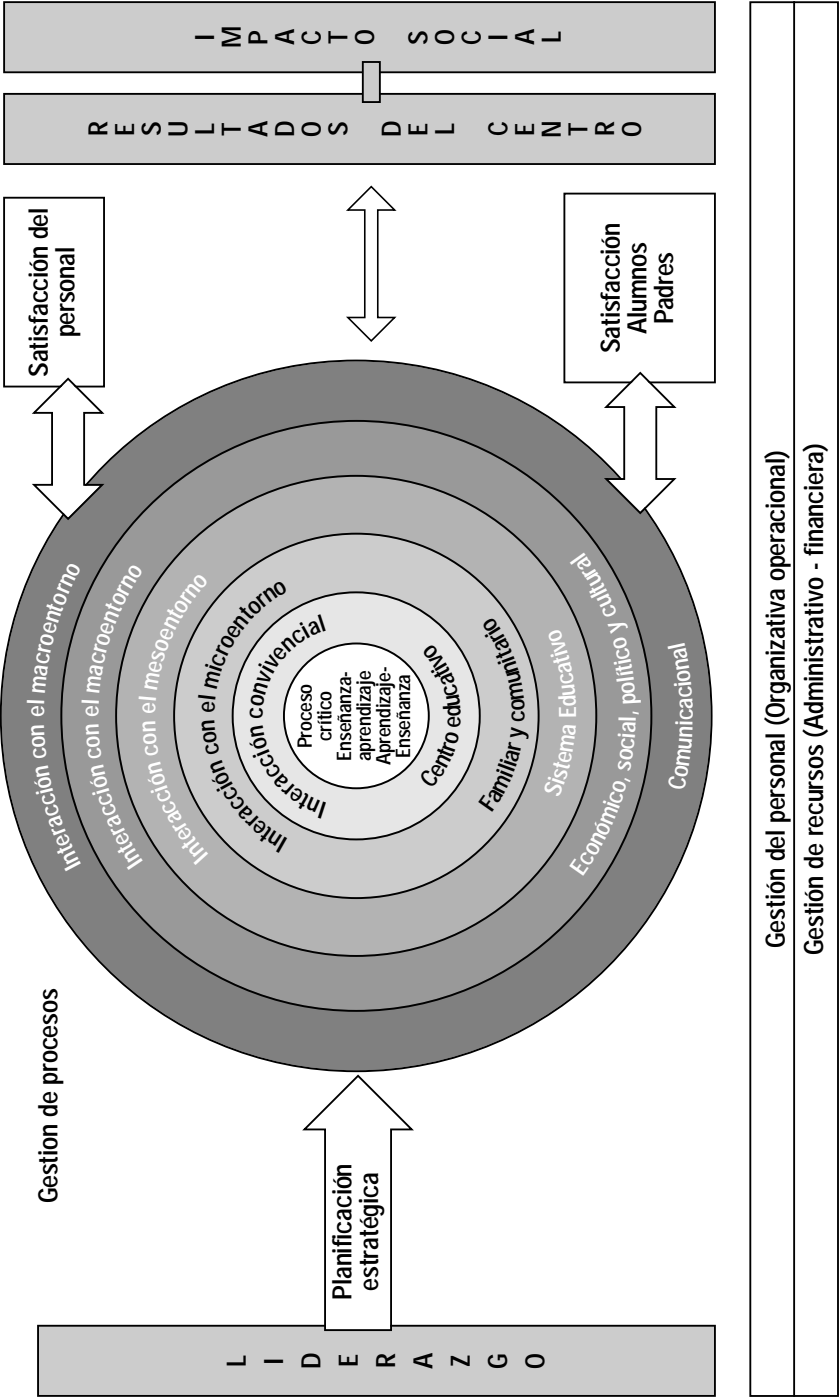 Gestion de procesos
LIDERAZGO
Planificación
estratégica
Interacción con el macroentorno
Interacción con el macroentorno
Interacción con el mesoentorno
Interacción con el microentorno
Interacción convivencial
Proceso
crítico
Enseñanza-
aprendizaje
Aprendizaje-
Enseñanza
Centro educativo
Familiar y comunitario
Sistema Educativo
Económico, social, político y cultural
Comunicacional
Satisfacción del
personal
Satisfacción
Alumnos
Padres
RESULTADOS DEL CENTRO
IMPACTO SOCIAL
Gestión del personal (Organizativa operacional)
Gestión de recursos (Administrativo - financiera)